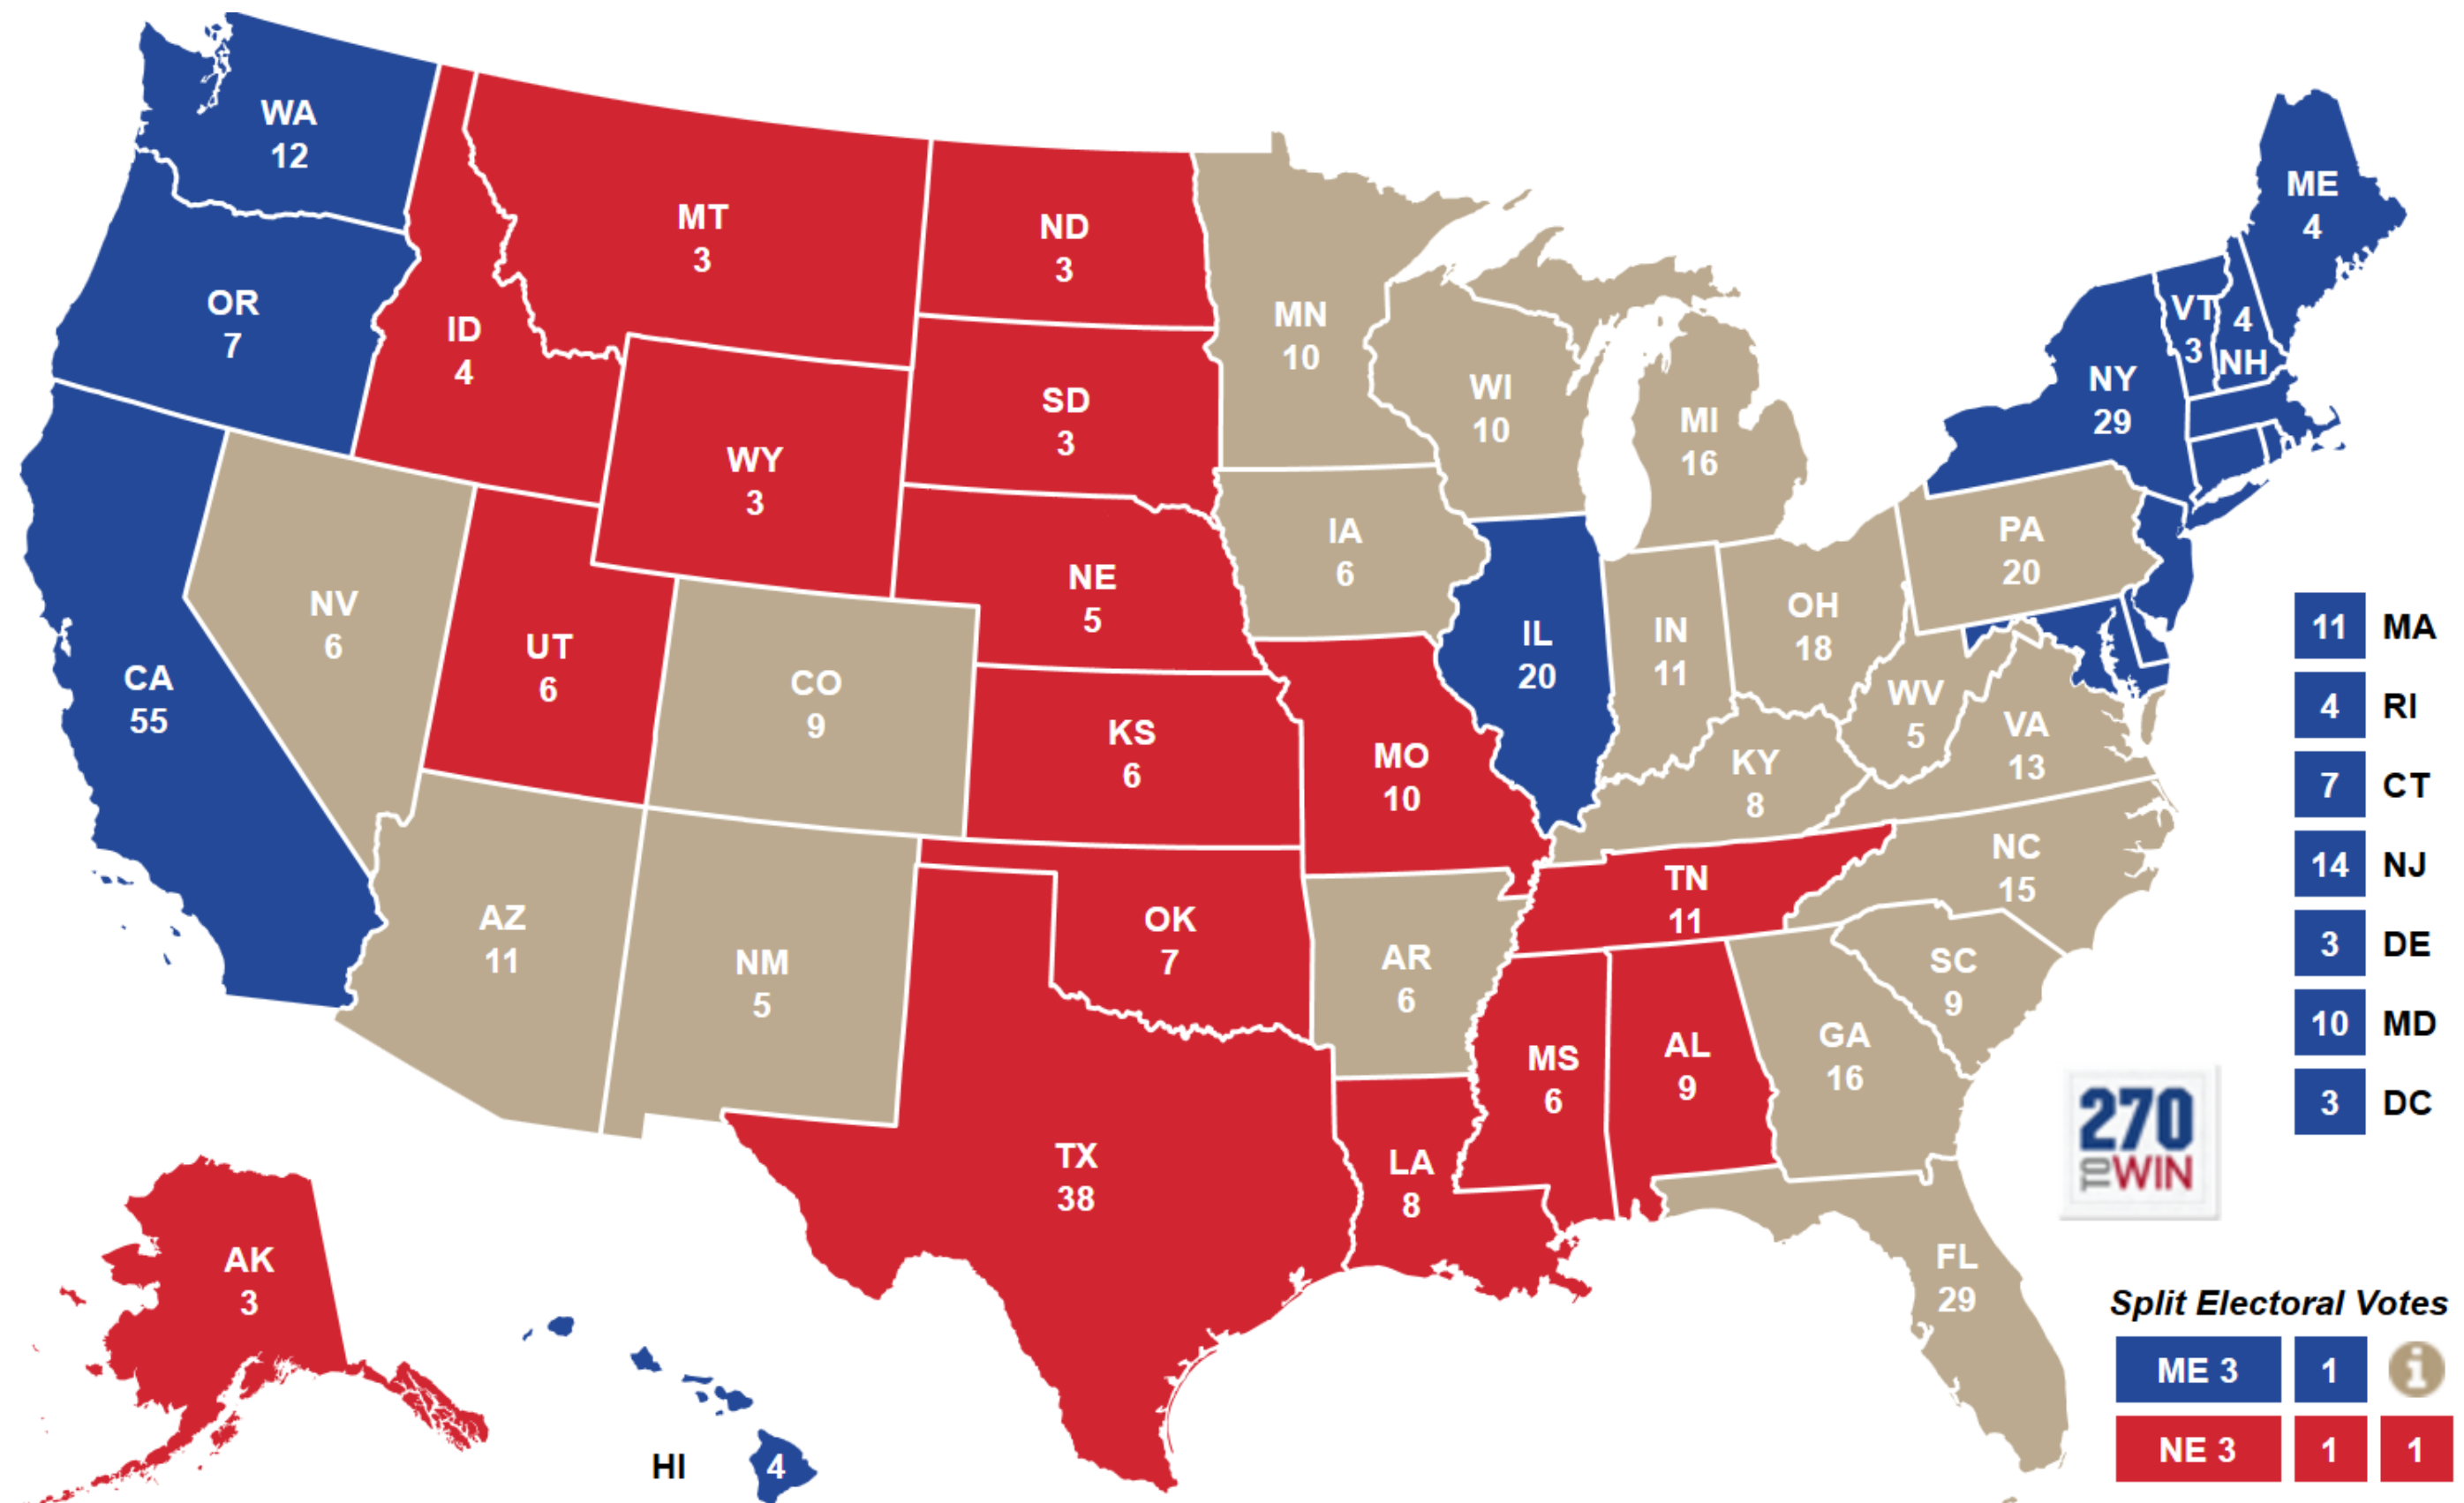 WA
12
OR
7
CA
55
NV
6
ID
4
MT
3
WY
3
UT
6
AZ
11
CO
9
NM
5
ND
3
SD
3
NE
5
KS
6
OK
7
TX
38
MN
10
IA
6
MO
10
AR
6
LA
8
WI
10
IL
20
MS
6
MI
16
IN
11
KY
8
TN
11
AL
9
OH
18
WV
5
GA
16
FL
29
SC
9
NC
15
VA
13
PA
20
NY
29
VT
3
4
NH
ME
4
AK
3
HI
4
11 MA
4 RI
7 CT
14 NJ
3 DE
10 MD
3 DC
270
TO WIN
Split Electoral Votes
ME 3 1 i
NE 3 1 1